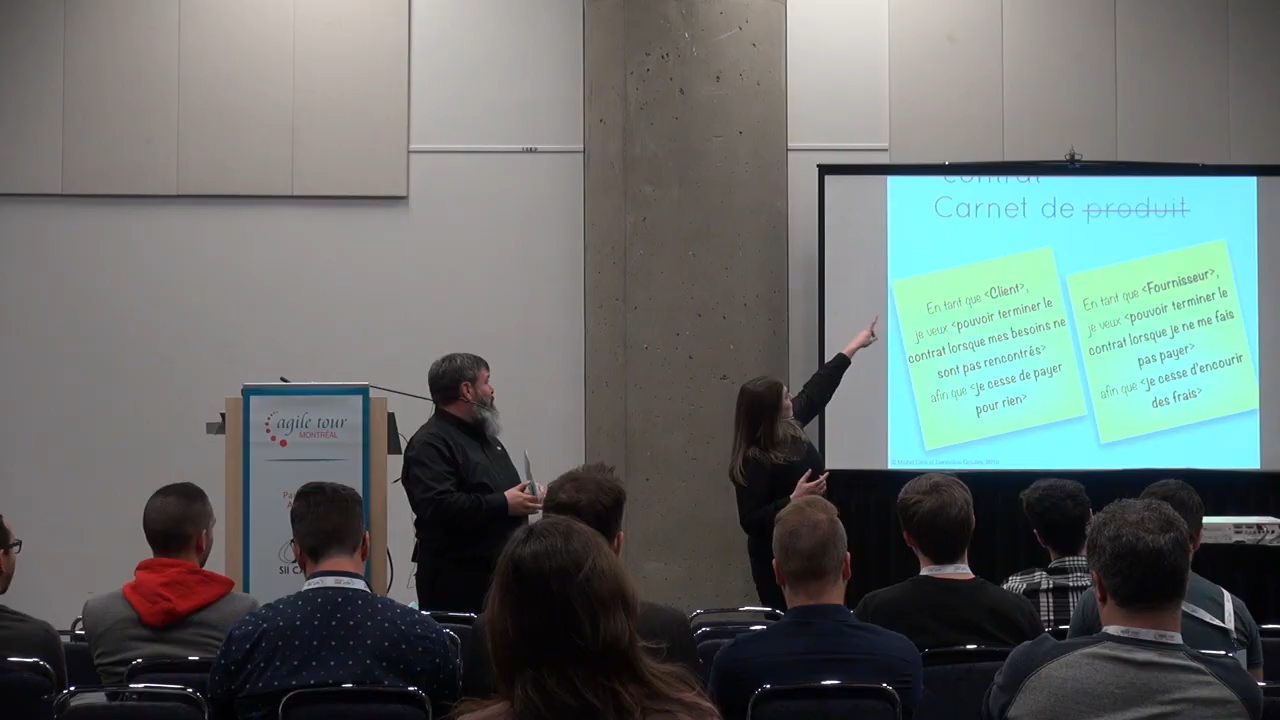 contrat
Carnet de produit
En tant que <Client>,
je veux <pouvoir terminer le
contrat lorsque mes besoins ne
sont pas rencontrés>
afin que <je cesse de payer
pour rien>
En tant que <Fournisseur>,
je veux <pouvoir terminer le
contrat lorsque je ne me fais
pas payer>
afin que <je cesse d'encourir
des frais>
agile tour
MONTRÉAL